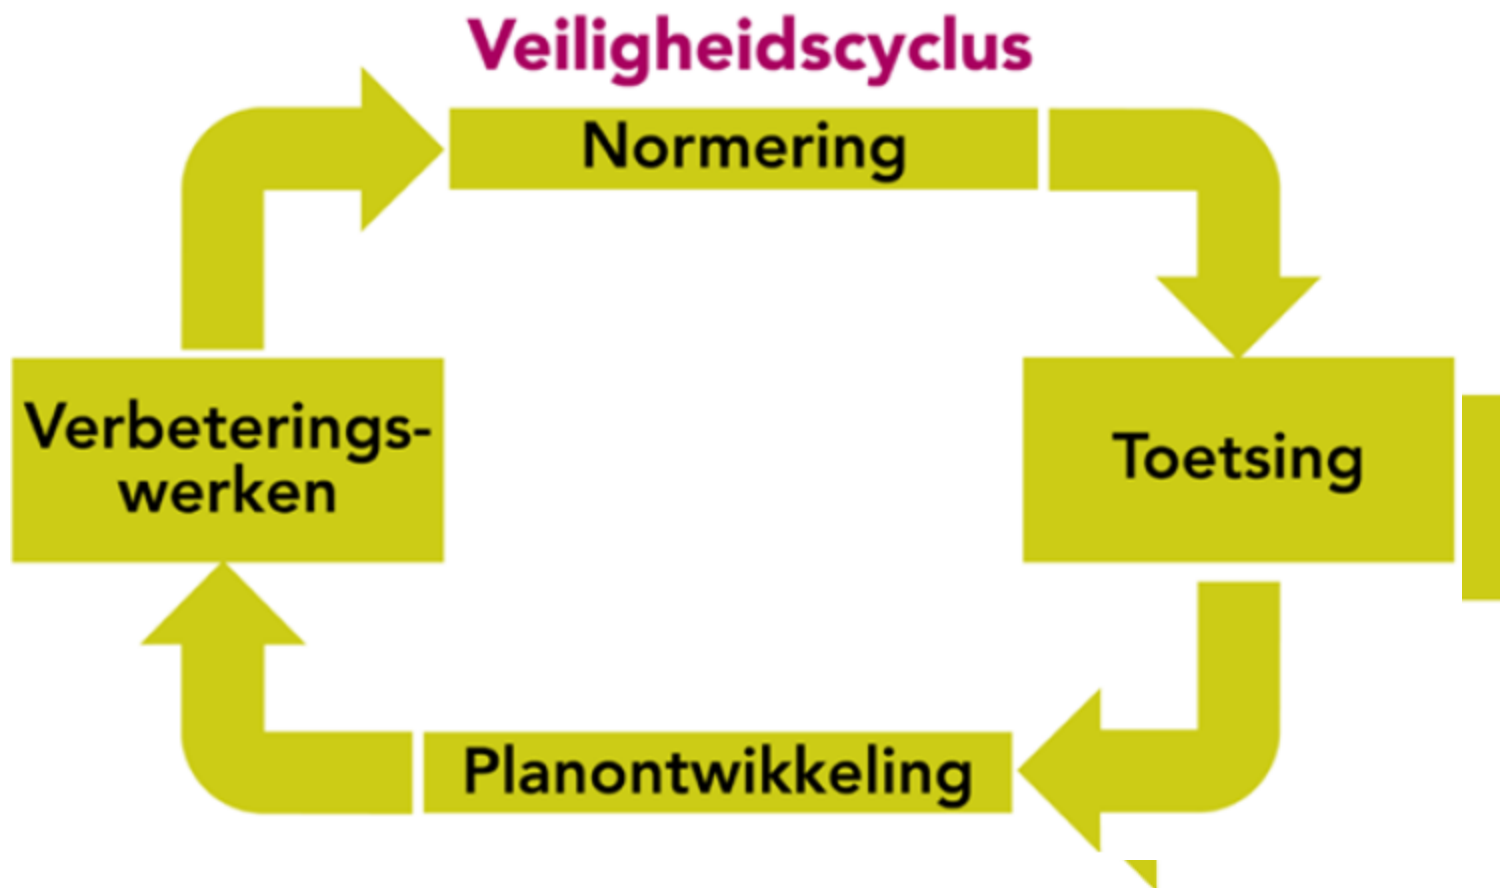 Veiligheidscyclus
Normering
Verbeterings-
werken
Toetsing
Planontwikkeling